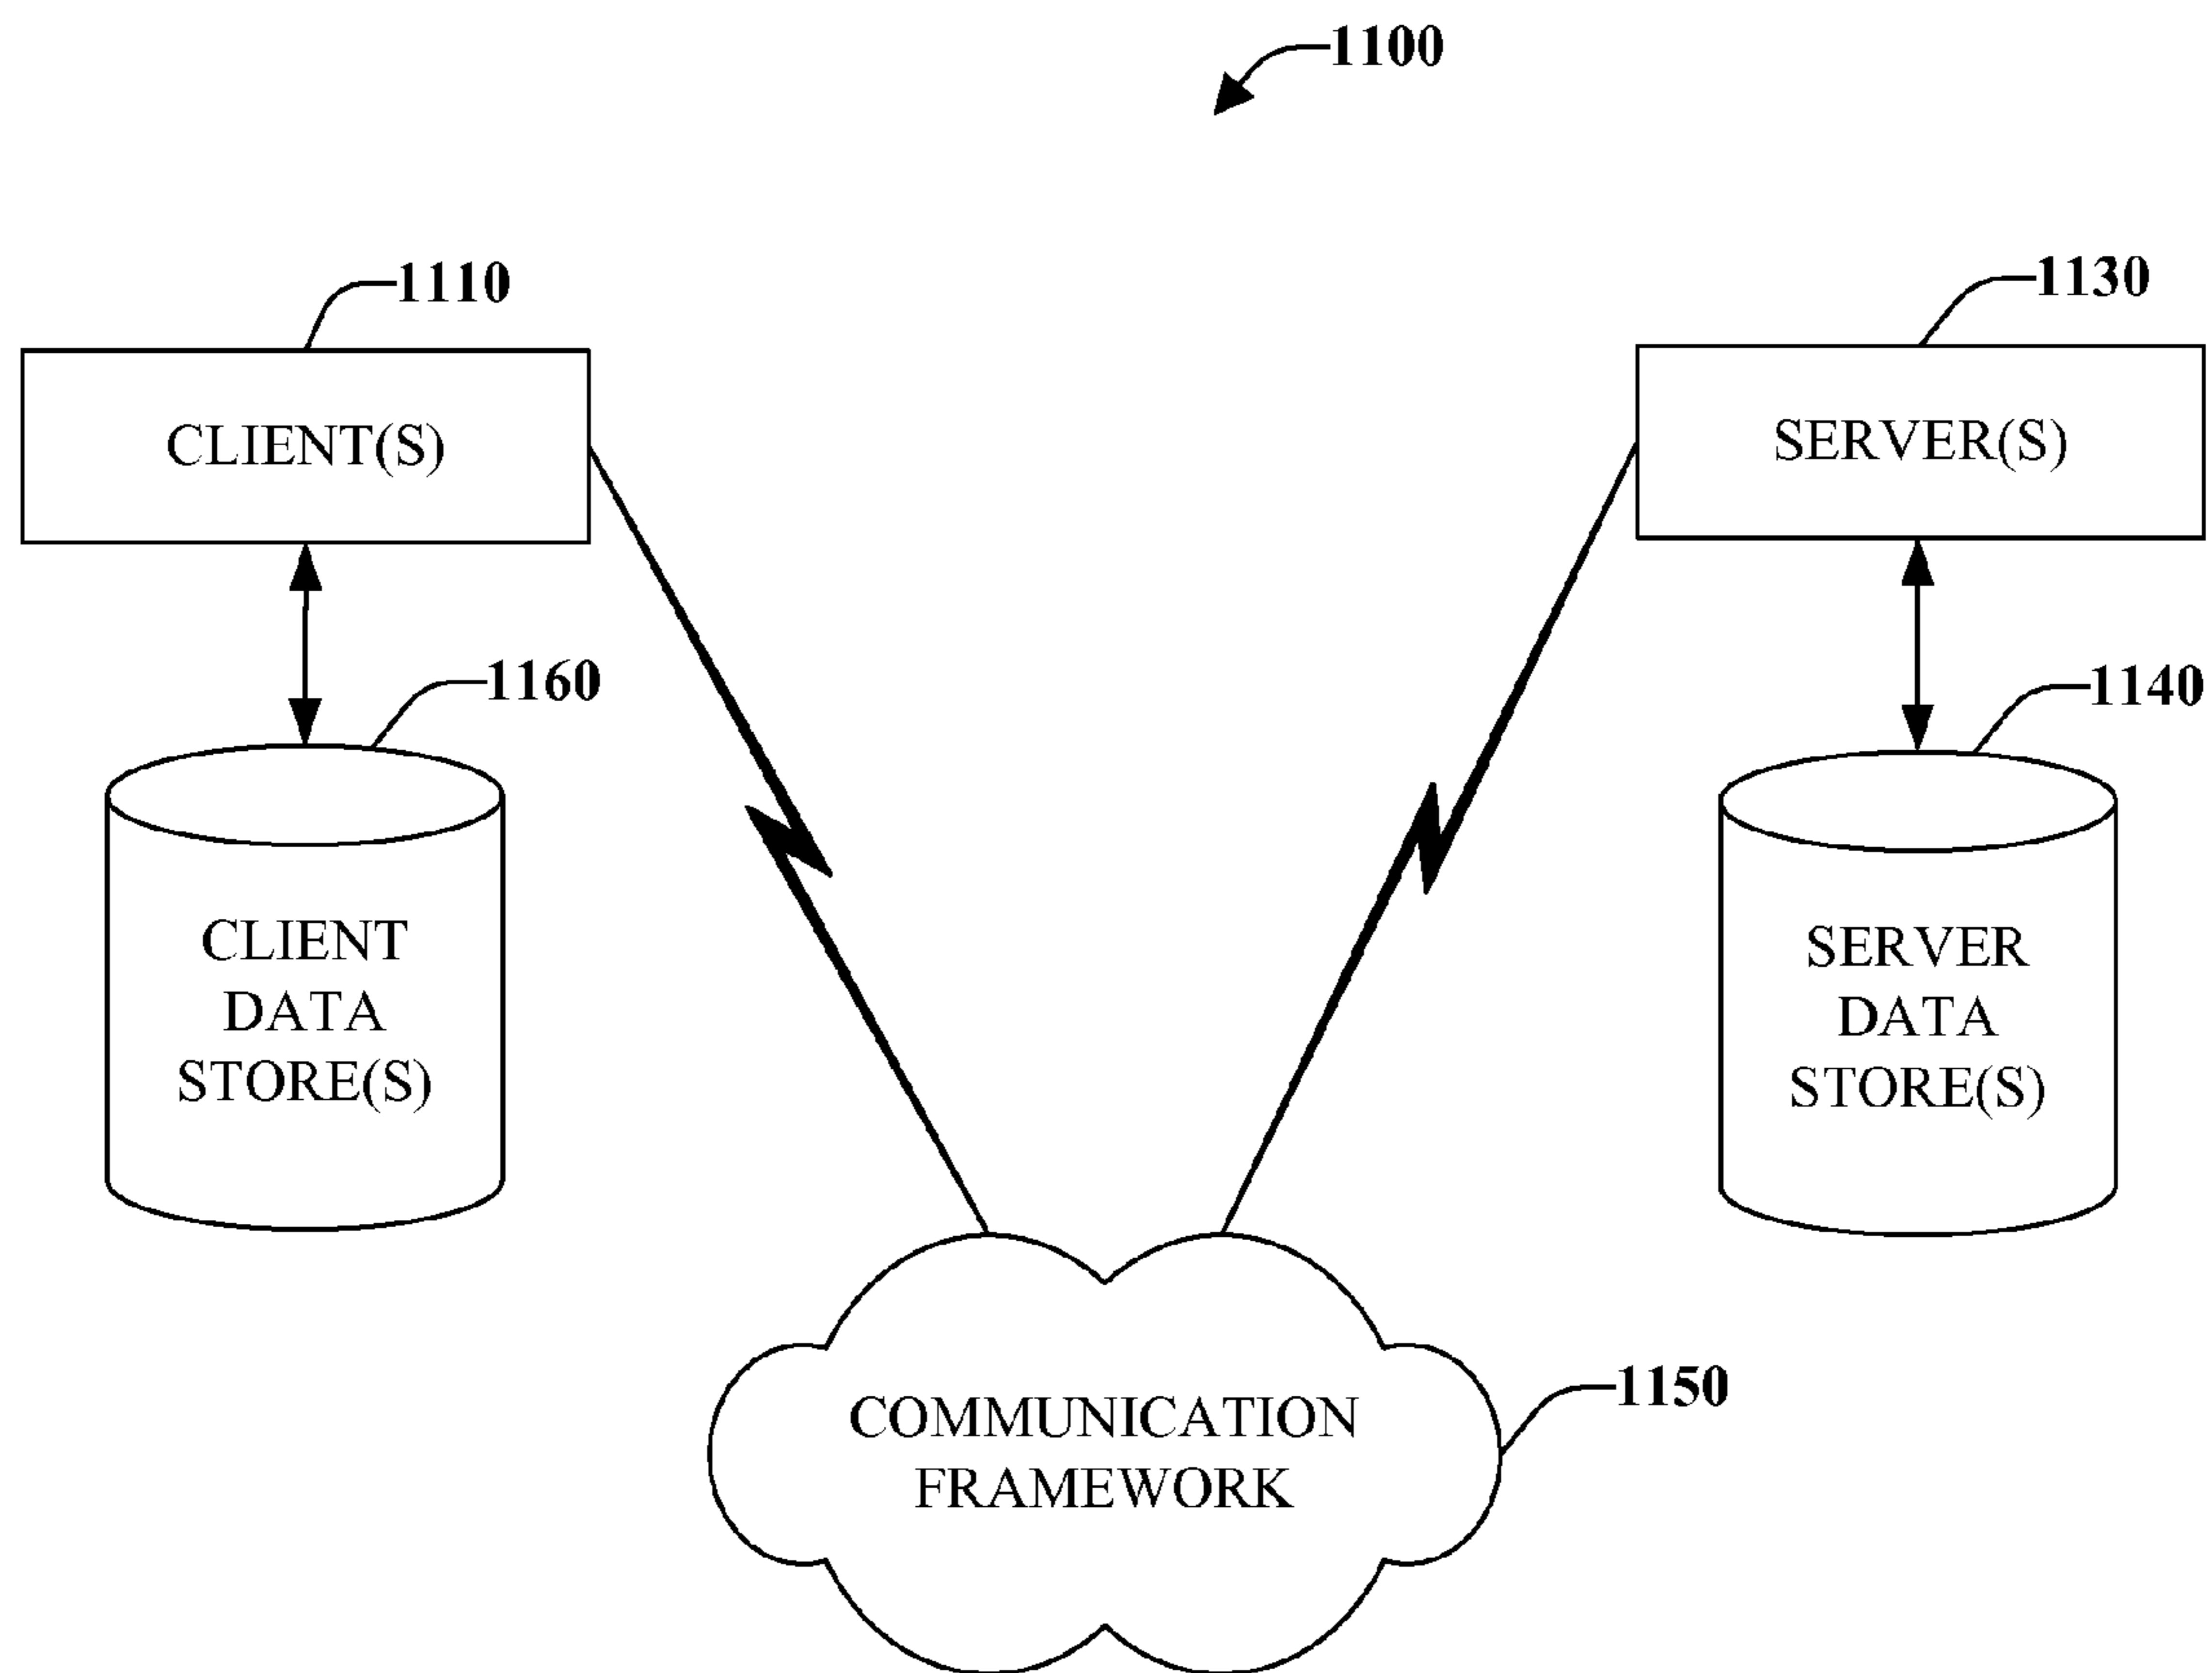 1100
1110
1130
CLIENT(S)
SERVER(S)
1160
1140
CLIENT
DATA
STORE(S)
SERVER
DATA
STORE(S)
1150
COMMUNICATION
FRAMEWORK